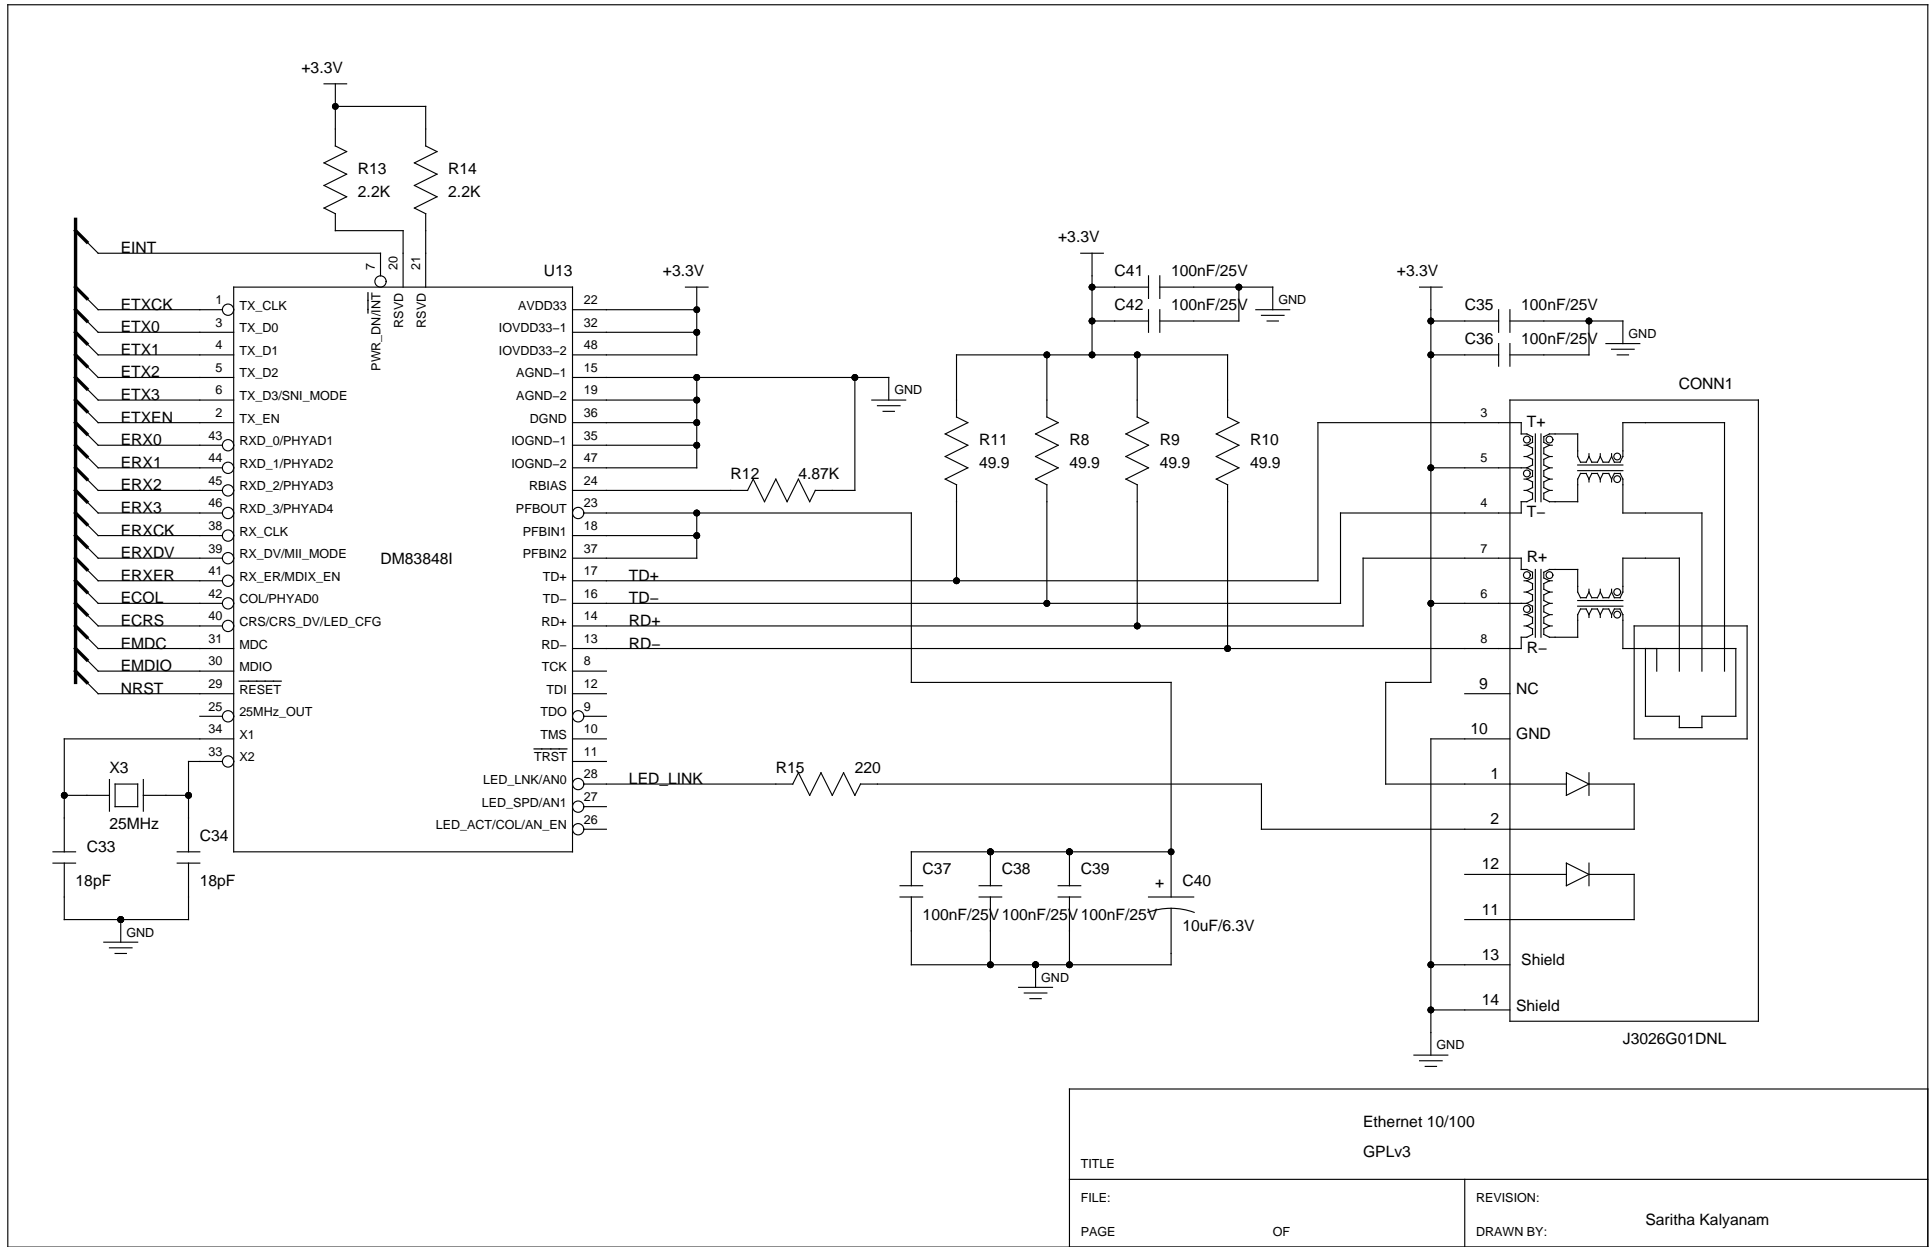 +3.3V
R13
2.2K
R14
2.2K
EINT
7
20
21
PWR_DN/INT
RSVD
RSVD
U13
DM83848I
ETXCK 1 TX_CLK
ETX0 3 TX_D0
ETX1 4 TX_D1
ETX2 5 TX_D2
ETX3 6 TX_D3/SNI_MODE
ETXEN 2 TX_EN
ERX0 43 RXD_0/PHYAD1
ERX1 44 RXD_1/PHYAD2
ERX2 45 RXD_2/PHYAD3
ERX3 46 RXD_3/PHYAD4
ERXCK 38 RX_CLK
ERXDV 39 RX_DV/MII_MODE
ERXER 41 RX_ER/MDIX_EN
ECOL 42 COL/PHYAD0
ECRS 40 CRS/CRS_DV/LED_CFG
EMDC 31 MDC
EMDIO 30 MDIO
NRST 29 RESET
25 25MHz_OUT
34 X1
33 X2
X3
25MHz
C33
18pF
C34
18pF
GND
+3.3V
AVDD33 22
IOVDD33-1 32
IOVDD33-2 48
AGND-1 15
AGND-2 19
DGND 36
IOGND-1 35
IOGND-2 47
RBIAS 24
PFBOUT 23
PFBIN1 18
PFBIN2 37
TD+ 17 TD+
TD- 16 TD-
RD+ 14 RD+
RD- 13 RD-
TCK 8
TDI 12
TDO 9
TMS 10
TRST 11
LED_LNK/AN0 28 LED_LINK
LED_SPD/AN1 27
LED_ACT/COL/AN_EN 26
GND
R12 4.87K
R15 220
+3.3V
C41 100nF/25V
C42 100nF/25V
GND
R11
49.9
R8
49.9
R9
49.9
R10
49.9
C37
100nF/25V
C38
100nF/25V
C39
100nF/25V
+
C40
10uF/6.3V
GND
+3.3V
C35 100nF/25V
C36 100nF/25V
GND
CONN1
3 T+
5
4 T-
7 R+
6
8 R-
9 NC
10 GND
1
2
12
11
13 Shield
14 Shield
GND
J3026G01DNL
Ethernet 10/100
GPLv3
TITLE
FILE:
REVISION:
PAGE OF
DRAWN BY: Saritha Kalyanam